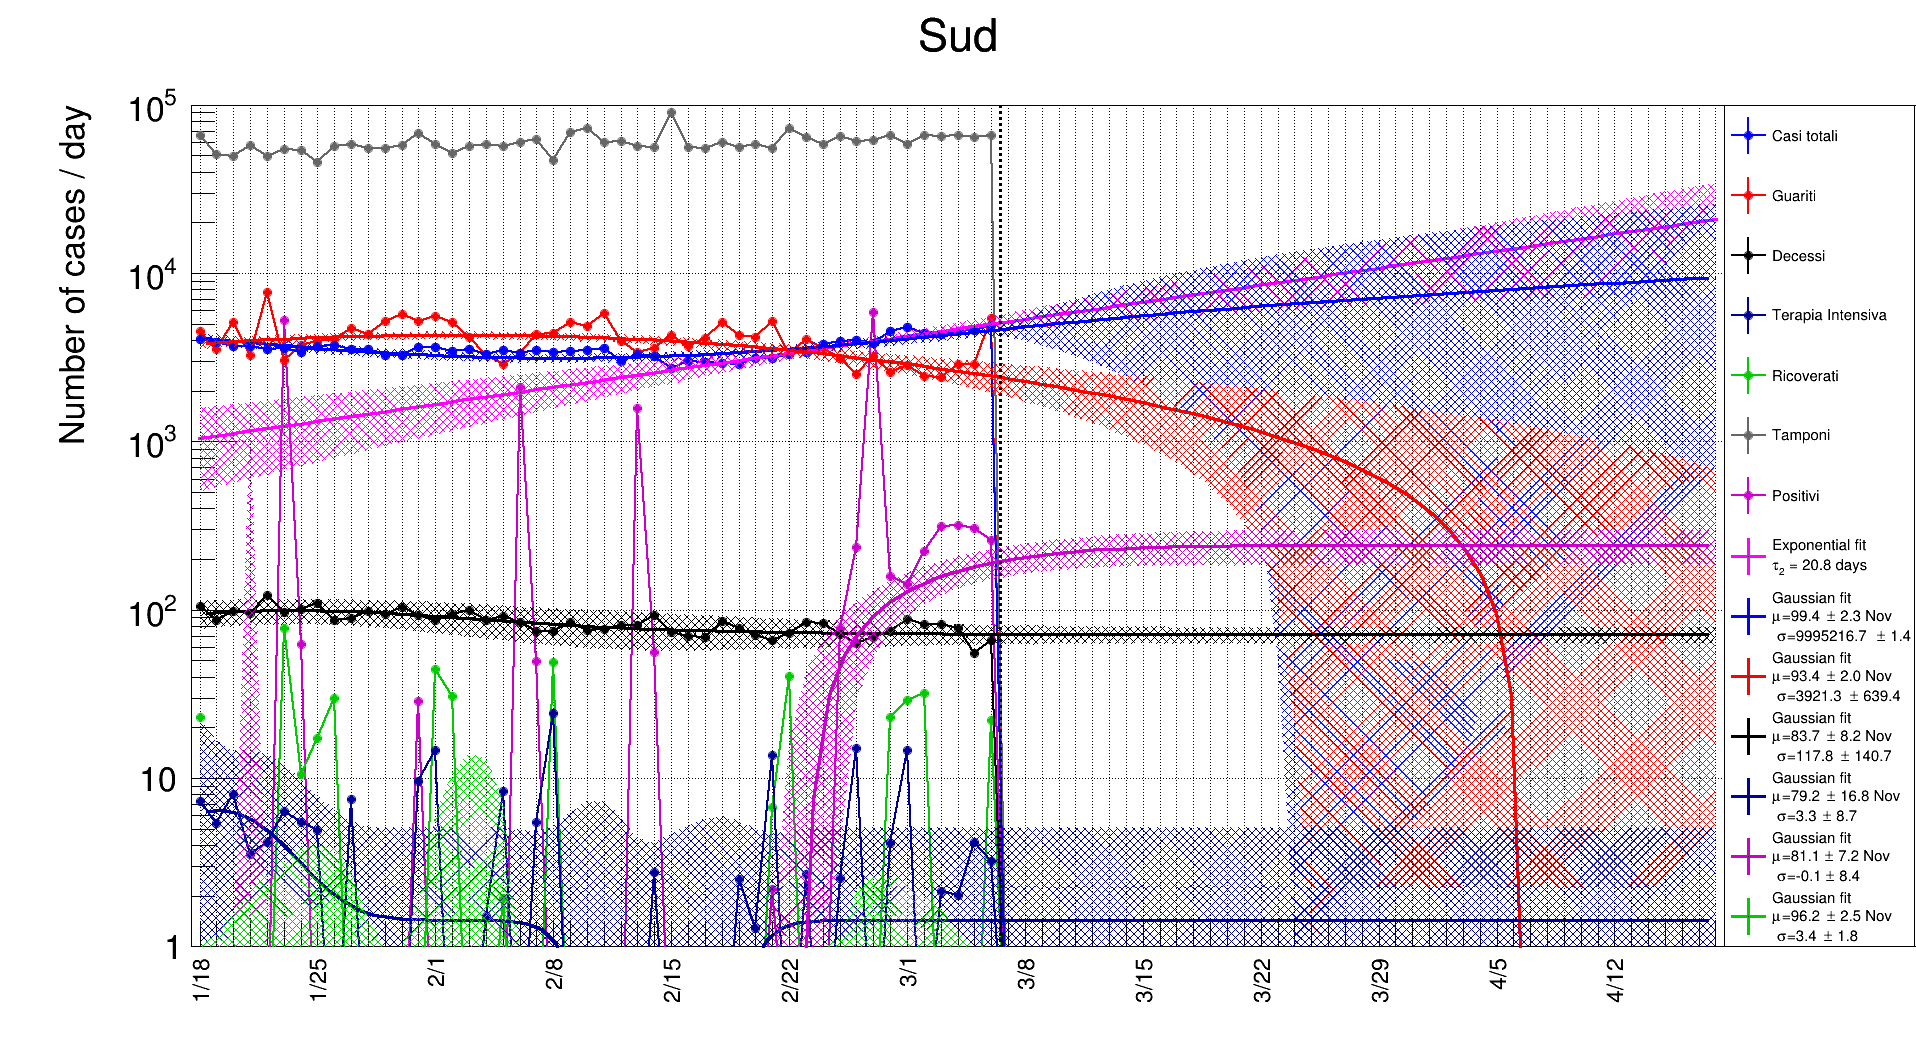 Sud
Number of cases / day
10^5
10^4
10^3
10^2
10
1
1/18
1/25
2/1
2/8
2/15
2/22
3/1
3/8
3/15
3/22
3/29
4/5
4/12
Casi totali
Guariti
Decessi
Terapia Intensiva
Ricoverati
Tamponi
Positivi
Exponential fit
τ₂ = 20.8 days
Gaussian fit
μ=99.4 ± 2.3 Nov
σ=9995216.7 ± 1.4
Gaussian fit
μ=93.4 ± 2.0 Nov
σ=3921.3 ± 639.4
Gaussian fit
μ=83.7 ± 8.2 Nov
σ=117.8 ± 140.7
Gaussian fit
μ=79.2 ± 16.8 Nov
σ=3.3 ± 8.7
Gaussian fit
μ=81.1 ± 7.2 Nov
σ=-0.1 ± 8.4
Gaussian fit
μ=96.2 ± 2.5 Nov
σ=3.4 ± 1.8